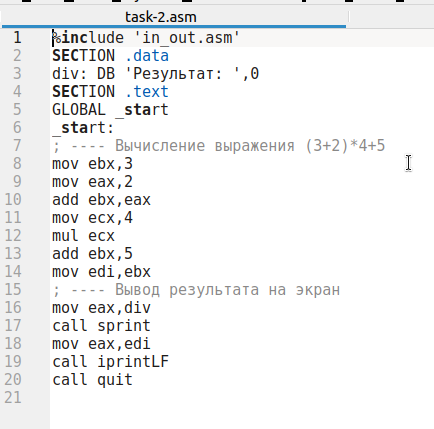 task-2.asm
1 %include 'in_out.asm'
2 SECTION .data
3 div: DB 'Результат: ',0
4 SECTION .text
5 GLOBAL _start
6 _start:
7 ; ---- Вычисление выражения (3+2)*4+5
8 mov ebx,3
9 mov eax,2
10 add ebx,eax
11 mov ecx,4
12 mul ecx
13 add ebx,5
14 mov edi,ebx
15 ; ---- Вывод результата на экран
16 mov eax,div
17 call sprint
18 mov eax,edi
19 call iprintLF
20 call quit
21